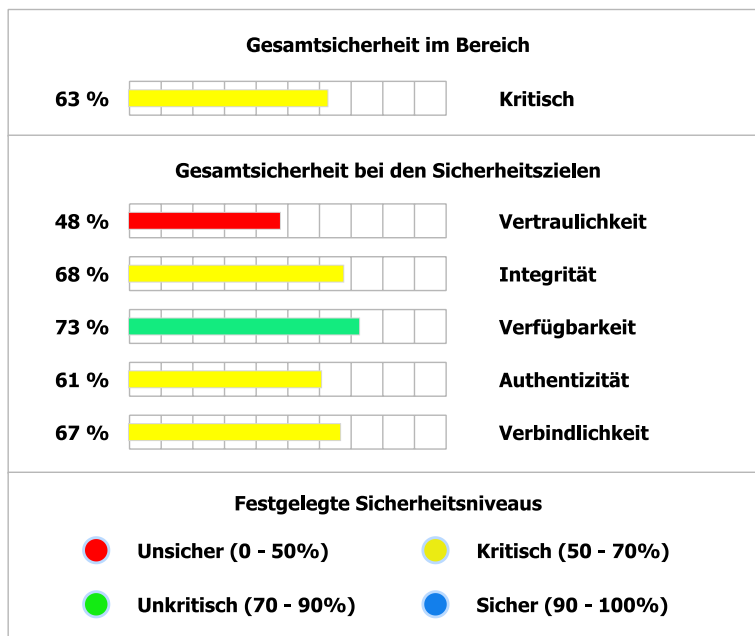 Gesamtsicherheit im Bereich
63 % Kritisch
Gesamtsicherheit bei den Sicherheitszielen
48 % Vertraulichkeit
68 % Integrität
73 % Verfügbarkeit
61 % Authentizität
67 % Verbindlichkeit
Festgelegte Sicherheitsniveaus
Unsicher (0 - 50%) Kritisch (50 - 70%)
Unkritisch (70 - 90%) Sicher (90 - 100%)